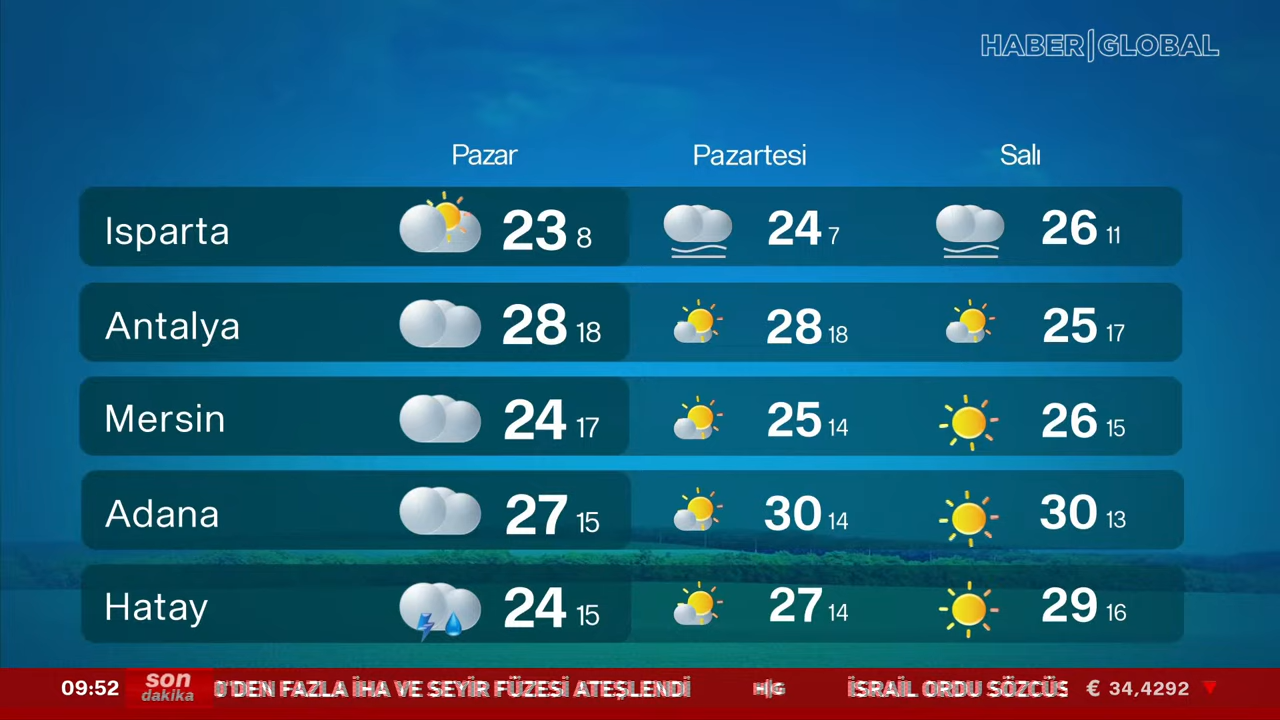 HABER|GLOBAL
Pazar Pazartesi Salı
Isparta 23 8 24 7 26 11
Antalya 28 18 28 18 25 17
Mersin 24 17 25 14 26 15
Adana 27 15 30 14 30 13
Hatay 24 15 27 14 29 16
09:52 son dakika 0'DEN FAZLA İHA VE SEYİR FÜZESİ ATEŞLENDİ H|G İSRAİL ORDU SÖZCÜS € 34,4292